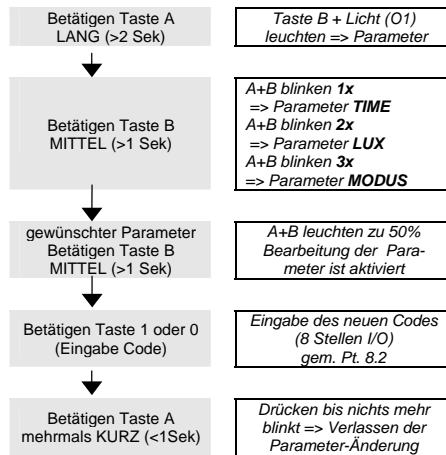 Betätigen Taste A
LANG (>2 Sek)
Taste B + Licht (O1)
leuchten => Parameter
Betätigen Taste B
MITTEL (>1 Sek)
A+B blinken 1x
=> Parameter TIME
A+B blinken 2x
=> Parameter LUX
A+B blinken 3x
=> Parameter MODUS
gewünschter Parameter
Betätigen Taste B
MITTEL (>1 Sek)
A+B leuchten zu 50%
Bearbeitung der Para-
meter ist aktiviert
Betätigen Taste 1 oder 0
(Eingabe Code)
Eingabe des neuen Codes
(8 Stellen I/O)
gem. Pt. 8.2
Betätigen Taste A
mehrmals KURZ (<1Sek)
Drücken bis nichts mehr
blinkt => Verlassen der
Parameter-Änderung